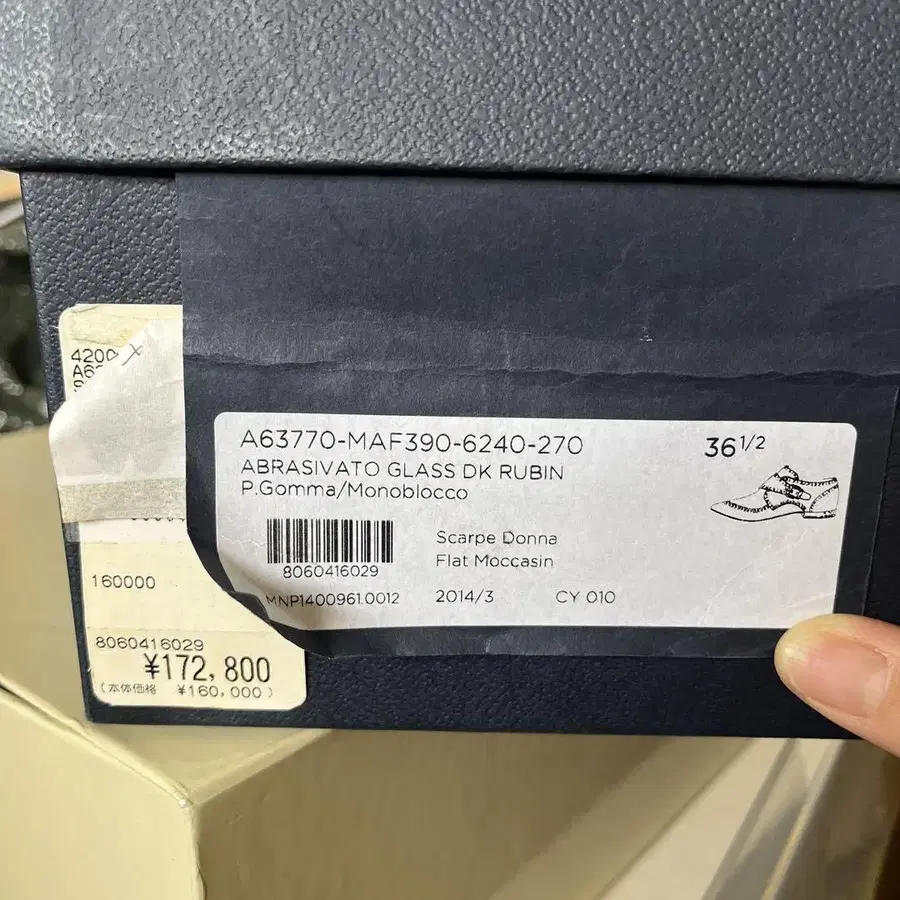 A63770-MAF390-6240-270
36 1/2
ABRASIVATO GLASS DK RUBIN
P.Gomma/Monoblocco
8060416029
Scarpe Donna
Flat Moccasin
MNP1400961.0012
2014/3
CY 010
4200
160000
8060416029
¥172,800
(本体価格 ¥160,000)